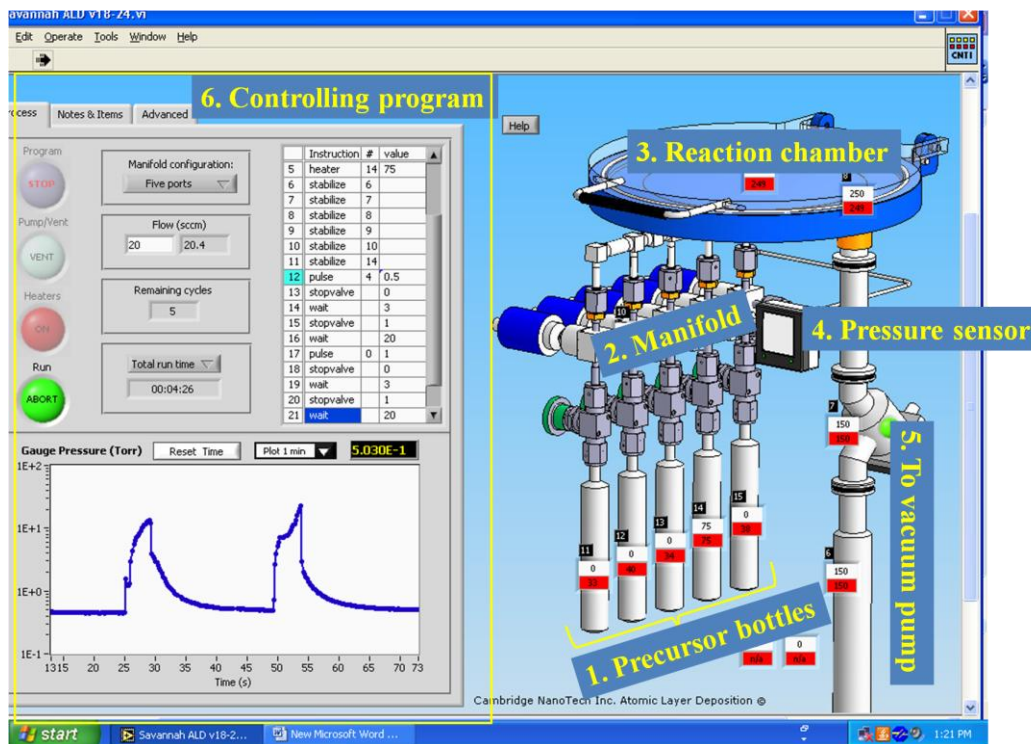 Savannah ALD v18-24.vi
Edit Operate Tools Window Help
CNTI
6. Controlling program
Notes & Items
Advanced
Help
Program
STOP
Pump/Vent
VENT
Heaters
ON
Run
ABORT
Manifold configuration:
Five ports
Flow (sccm)
20 20.4
Remaining cycles
5
Total run time
00:04:26
Instruction # value
5 heater 14 75
6 stabilize 6
7 stabilize 7
8 stabilize 8
9 stabilize 9
10 stabilize 10
11 stabilize 14
12 pulse 4 0.5
13 stopvalve 0
14 wait 3
15 stopvalve 1
16 wait 20
17 pulse 0 1
18 stopvalve 0
19 wait 3
20 stopvalve 1
21 wait 20
Gauge Pressure (Torr)
Reset Time
Plot 1 min
5.030E-1
1E+2
1E+1
1E+0
1E-1
1315 20 25 30 35 40 45 50 55 60 65 70 73
Time (s)
3. Reaction chamber
249
8
250
249
2. Manifold
10
4. Pressure sensor
7
150
150
5. To vacuum pump
15
0
38
14
75
75
13
0
34
12
0
40
11
0
32
6
150
150
1. Precursor bottles
n/a
0
n/a
Cambridge NanoTech Inc. Atomic Layer Deposition ©
start
Savannah ALD v18-2...
New Microsoft Word ...
1:21 PM